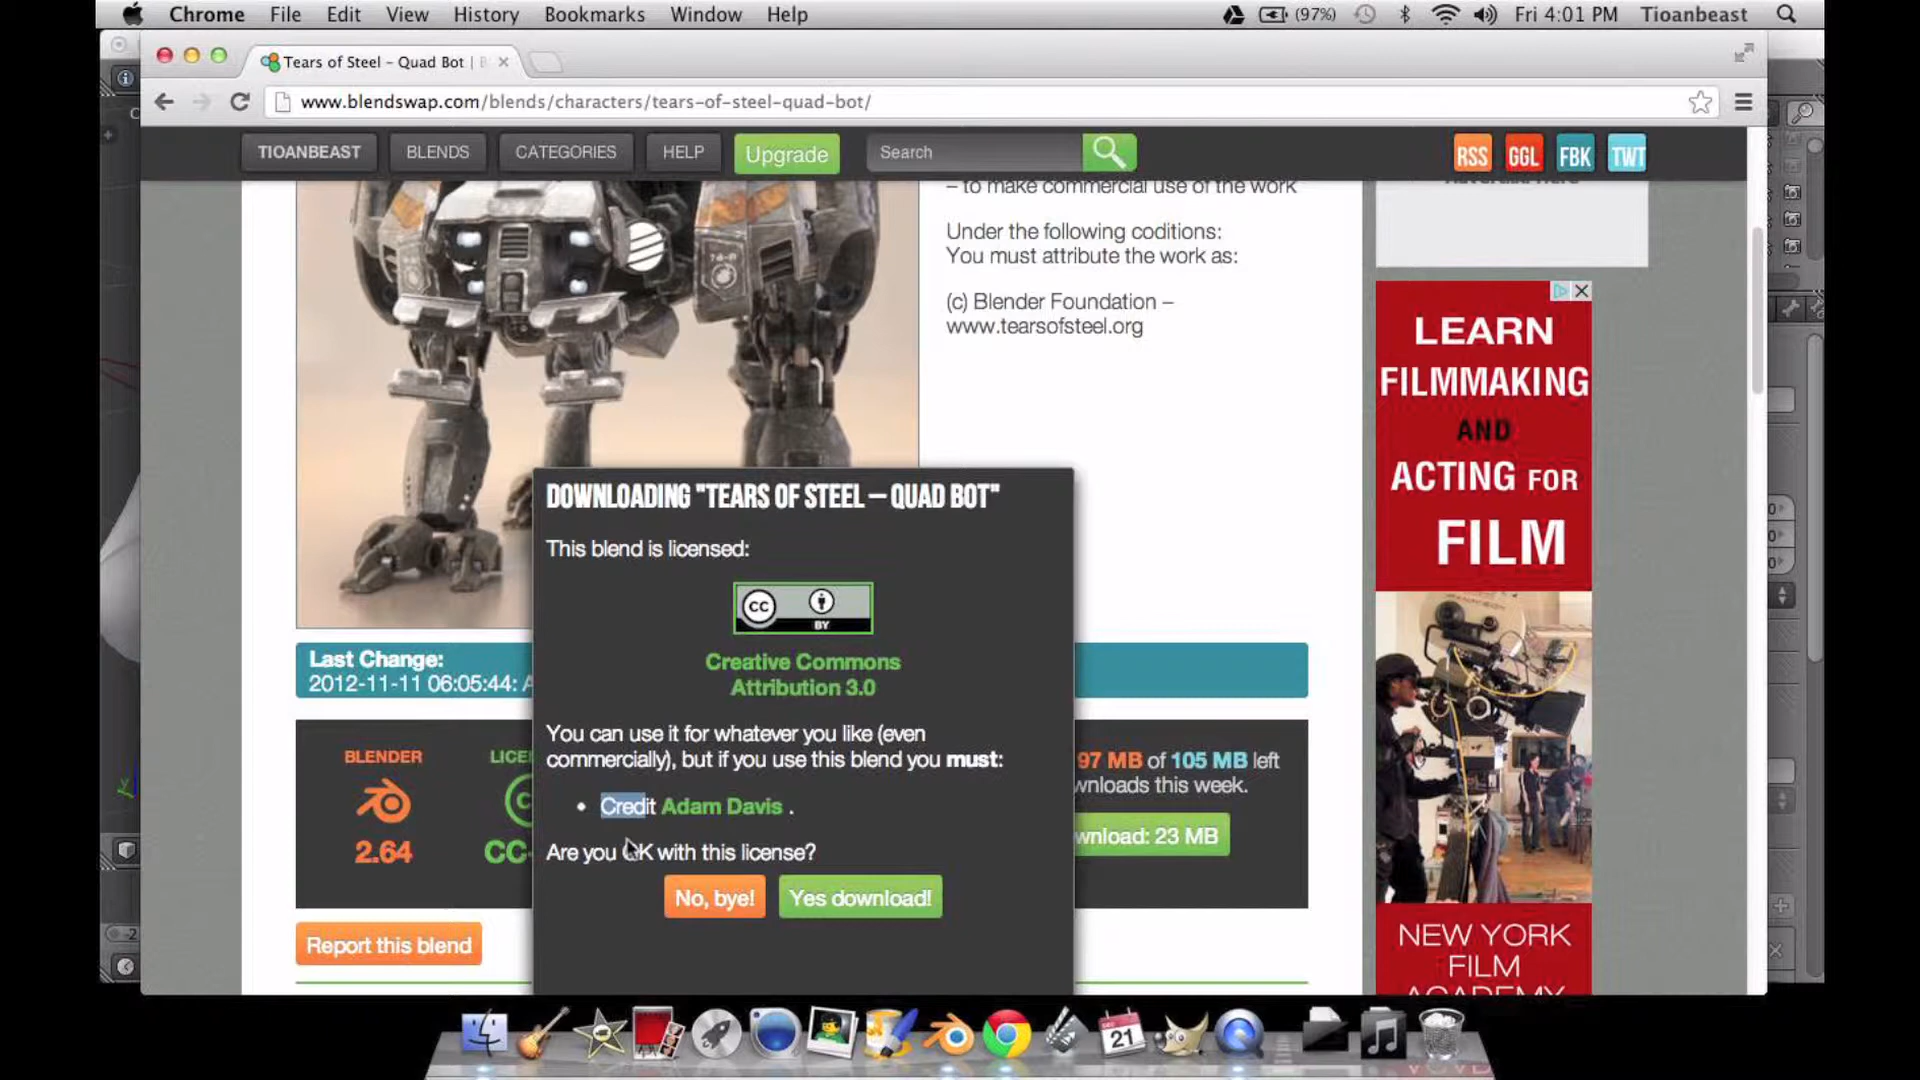 Chrome File Edit View History Bookmarks Window Help (97%) Fri 4:01 PM Tioanbeast
Tears of Steel – Quad Bot | B
www.blendswap.com/blends/characters/tears-of-steel-quad-bot/
TIOANBEAST BLENDS CATEGORIES HELP Upgrade Search RSS GGL FBK TWT
– to make commercial use of the work
Under the following coditions:
You must attribute the work as:
(c) Blender Foundation –
www.tearsofsteel.org
LEARN
FILMMAKING
AND
ACTING FOR
FILM
DOWNLOADING "TEARS OF STEEL – QUAD BOT"
This blend is licensed:
CC
BY
Creative Commons
Attribution 3.0
Last Change:
2012-11-11 06:05:44: A
You can use it for whatever you like (even
commercially), but if you use this blend you must:
• Credit Adam Davis .
Are you OK with this license?
No, bye! Yes download!
BLENDER
2.64
LICE
CC-
97 MB of 105 MB left
wnloads this week.
wnload: 23 MB
Report this blend
NEW YORK
FILM
ACADEMY
21